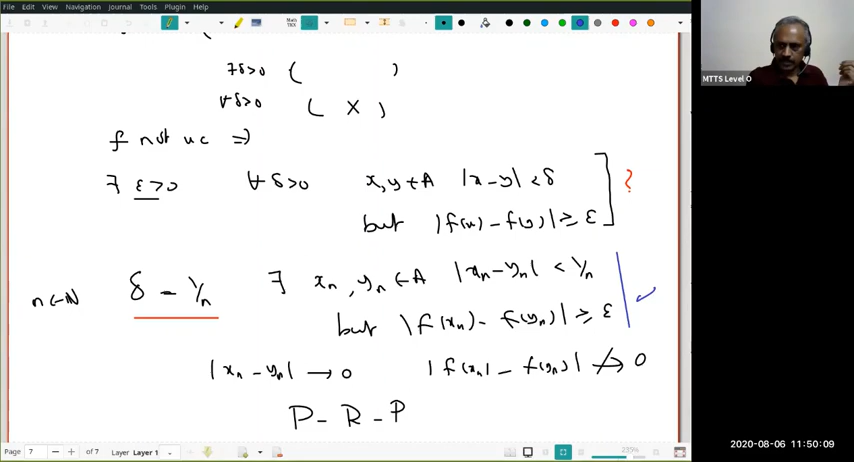 File Edit View Navigation Journal Tools Plugin Help
∃δ>0 ( )
∀δ>0 ( X )
f not uc ⇒
∃ ε>0 ∀δ>0 x,y∈A |x-y|<δ ?
but |f(x)-f(y)|≥ε
n∈ℕ δ = 1/n ∃ xₙ, yₙ∈A |xₙ-yₙ|<1/n ✓
but |f(xₙ)-f(yₙ)|≥ε
|xₙ-yₙ|→0 |f(xₙ)-f(yₙ)|↛0
P-R-P
MTTS Level O
Page 7 of 7 Layer Layer 1 235%
2020-08-06 11:50:09